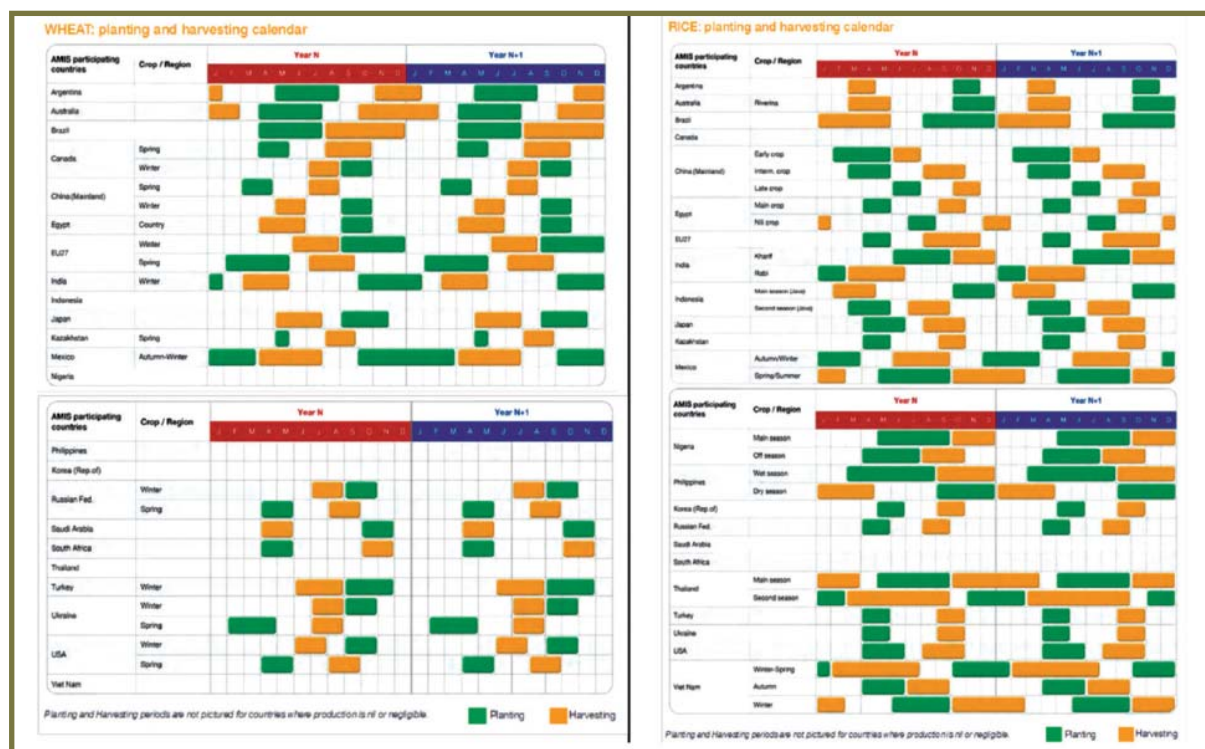 WHEAT: planting and harvesting calendar
AMIS participating countries Crop / Region Year N Year N+1
J F M A M J J A S O N D J F M A M J J A S O N D
Argentina
Australia
Brazil
Canada Spring
Winter
China (Mainland) Spring
Winter
Egypt Country
EU27 Winter
Spring
India Winter
Indonesia
Japan
Kazakhstan Spring
Mexico Autumn-Winter
Nigeria
AMIS participating countries Crop / Region Year N Year N+1
J F M A M J J A S O N D J F M A M J J A S O N D
Philippines
Korea (Rep of)
Russian Fed. Winter
Spring
Saudi Arabia
South Africa
Thailand
Turkey Winter
Ukraine Winter
Spring
USA Winter
Spring
Viet Nam
Planting and Harvesting periods are not pictured for countries where production is nil or negligible. Planting Harvesting
RICE: planting and harvesting calendar
AMIS participating countries Crop / Region Year N Year N+1
J F M A M J J A S O N D J F M A M J J A S O N D
Argentina
Australia Riverina
Brazil
Canada
China (Mainland) Early crop
Interm. crop
Late crop
Egypt Main crop
Nili crop
EU27
India Kharif
Rabi
Indonesia Main season (Java)
Second season (Java)
Japan
Kazakhstan
Mexico Autumn/Winter
Spring/Summer
AMIS participating countries Crop / Region Year N Year N+1
J F M A M J J A S O N D J F M A M J J A S O N D
Nigeria Main season
Off season
Philippines Wet season
Dry season
Korea (Rep of)
Russian Fed.
Saudi Arabia
South Africa
Thailand Main season
Second season
Turkey
Ukraine
USA
Viet Nam Winter-Spring
Autumn
Winter
Planting and Harvesting periods are not pictured for countries where production is nil or negligible. Planting Harvesting